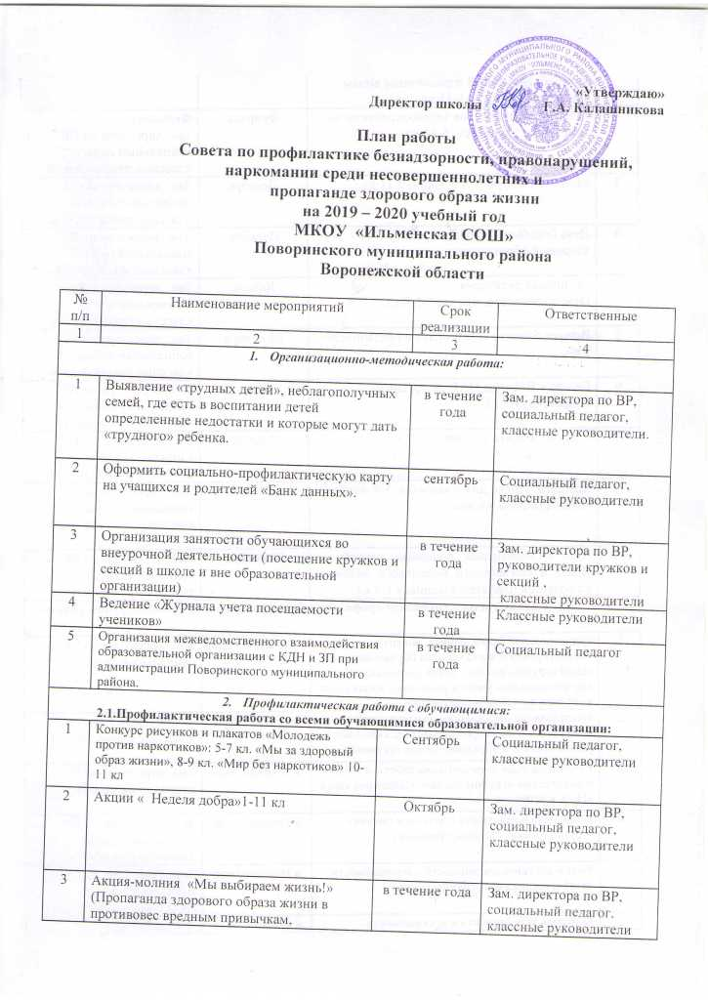 «Утверждаю»
Директор школы Г.А. Калашникова
План работы
Совета по профилактике безнадзорности, правонарушений,
наркомании среди несовершеннолетних и
пропаганде здорового образа жизни
на 2019 – 2020 учебный год
МКОУ «Ильменская СОШ»
Поворинского муниципального района
Воронежской области
№ п/п
Наименование мероприятий
Срок
реализации
Ответственные
1
2
3
4
1. Организационно-методическая работа:
1
Выявление «трудных детей», неблагополучных
семей, где есть в воспитании детей
определенные недостатки и которые могут дать
«трудного» ребенка.
в течение
года
Зам. директора по ВР,
социальный педагог,
классные руководители.
2
Оформить социально-профилактическую карту
на учащихся и родителей «Банк данных».
сентябрь
Социальный педагог,
классные руководители
3
Организация занятости обучающихся во
внеурочной деятельности (посещение кружков и
секций в школе и вне образовательной
организации)
в течение
года
Зам. директора по ВР,
руководители кружков и
секций ,
классные руководители
4
Ведение «Журнала учета посещаемости
учеников»
в течение
года
Классные руководители
5
Организация межведомственного взаимодействия
образовательной организации с КДН и ЗП при
администрации Поворинского муниципального
района.
в течение
года
Социальный педагог
2. Профилактическая работа с обучающимися:
2.1.Профилактическая работа со всеми обучающимися образовательной организации:
1
Конкурс рисунков и плакатов «Молодежь
против наркотиков»: 5-7 кл. «Мы за здоровый
образ жизни», 8-9 кл. «Мир без наркотиков» 10-
11 кл
Сентябрь
Социальный педагог,
классные руководители
2
Акции « Неделя добра»1-11 кл
Октябрь
Зам. директора по ВР,
социальный педагог,
классные руководители
3
Акция-молния «Мы выбираем жизнь!»
(Пропаганда здорового образа жизни в
противовес вредным привычкам,
в течение года
Зам. директора по ВР,
социальный педагог,
классные руководители